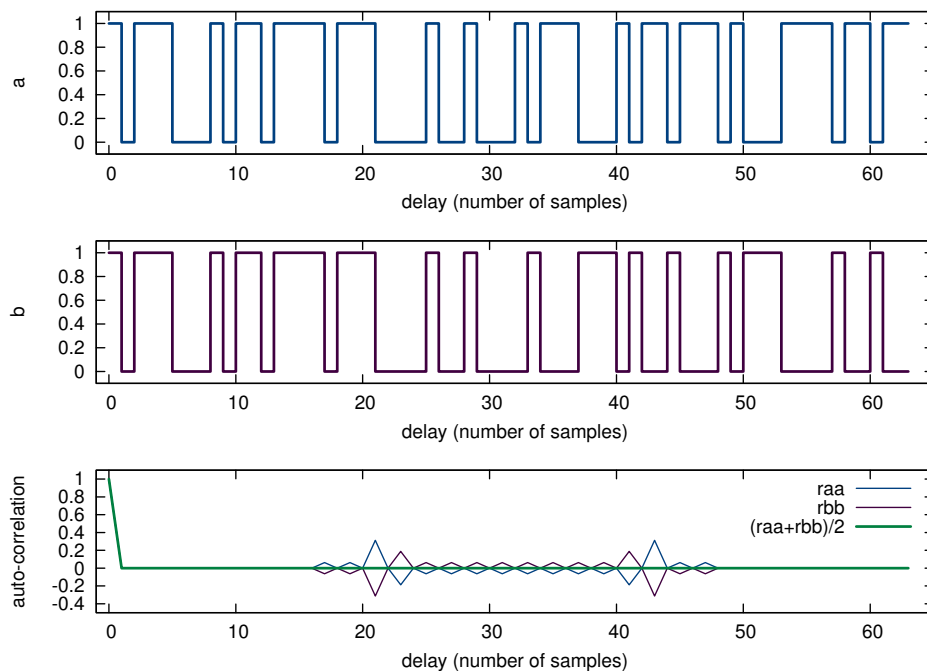 1
0.8
0.6
0.4
0.2
0
a
0 10 20 30 40 50 60
delay (number of samples)
1
0.8
0.6
0.4
0.2
0
b
0 10 20 30 40 50 60
delay (number of samples)
1
0.8
0.6
0.4
0.2
0
-0.2
-0.4
auto-correlation
raa
rbb
(raa+rbb)/2
0 10 20 30 40 50 60
delay (number of samples)